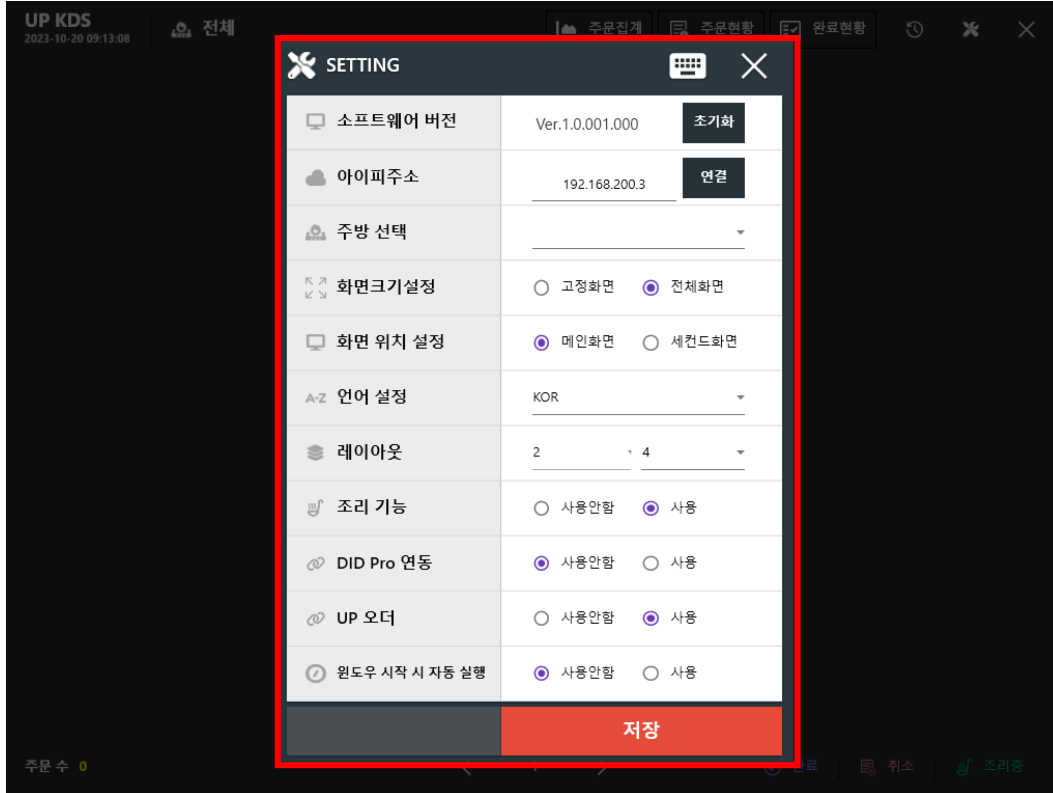 UP KDS
2023-10-20 09:13:08
전체
주문집계
주문현황
완료현황
SETTING
소프트웨어 버전
Ver.1.0.001.000
초기화
아이피주소
192.168.200.3
연결
주방 선택
화면크기설정
고정화면
전체화면
화면 위치 설정
메인화면
세컨드화면
A-Z
언어 설정
KOR
레이아웃
2
4
조리 기능
사용안함
사용
DID Pro 연동
사용안함
사용
UP 오더
사용안함
사용
윈도우 시작 시 자동 실행
사용안함
사용
저장
주문 수 0
완료
취소
조리중